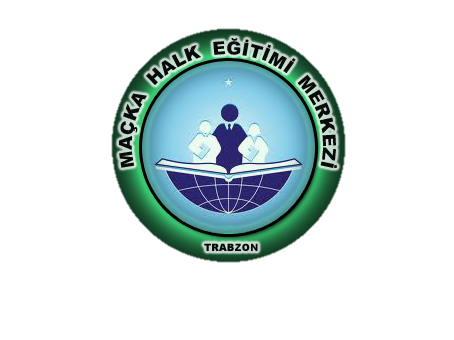 MAÇKA HALK EĞİTİMİ MERKEZİ
TRABZON